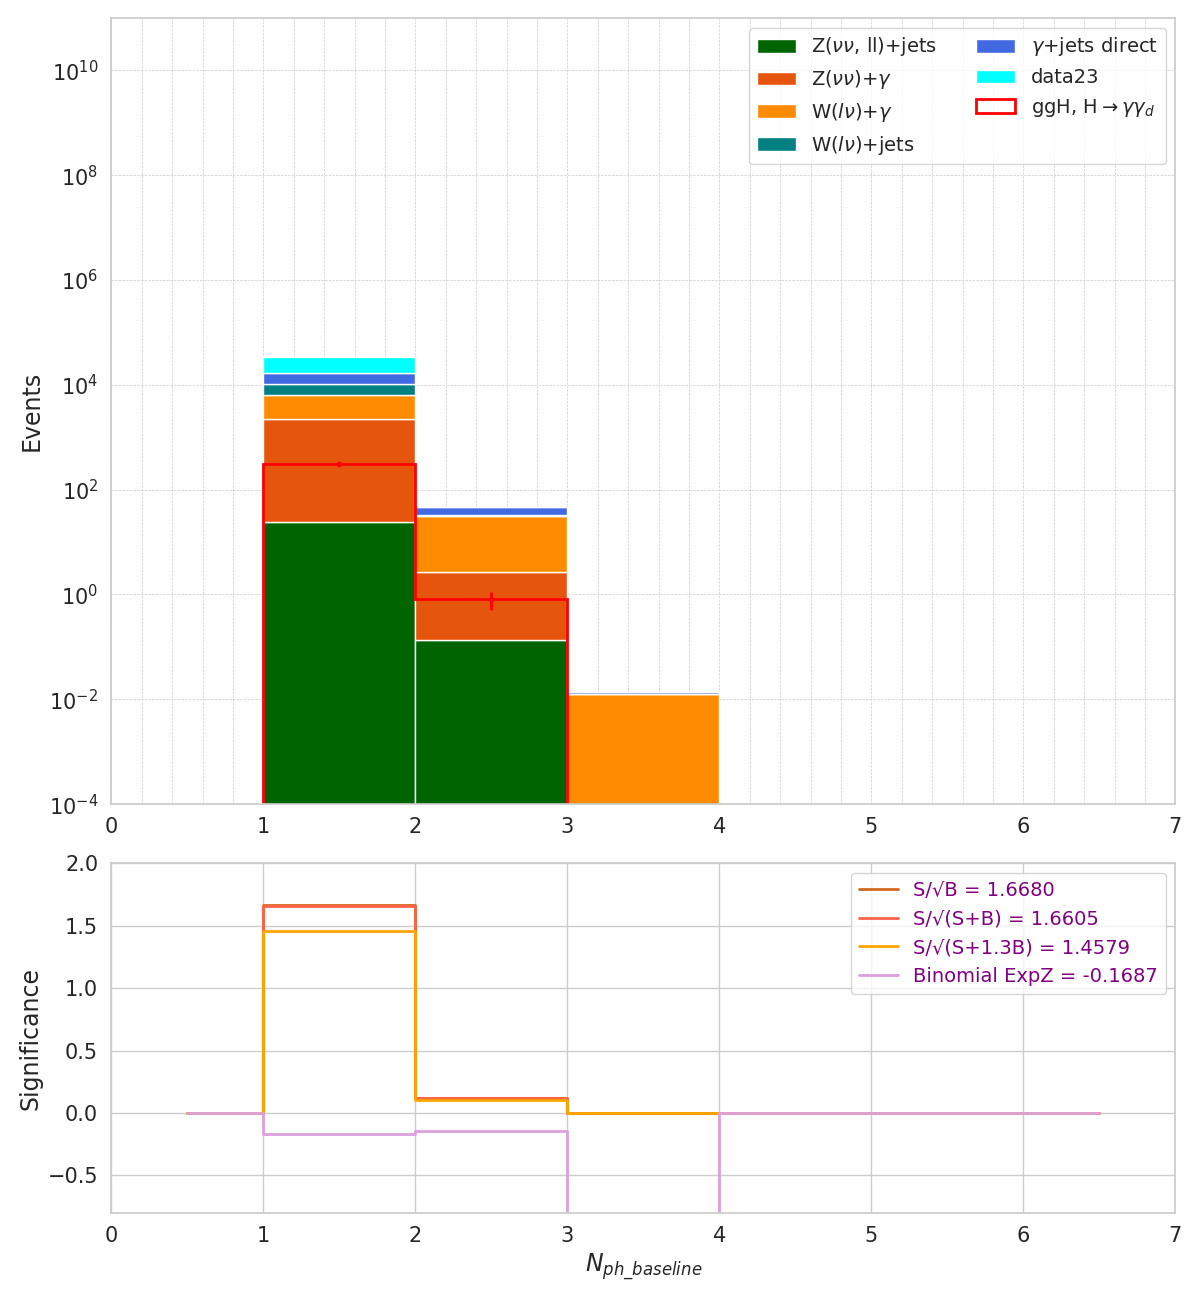 Z(νν, ll)+jets
Z(νν)+γ
W(lν)+γ
W(lν)+jets
γ+jets direct
data23
ggH, H→γγ_d
Events
10^10
10^8
10^6
10^4
10^2
10^0
10^−2
10^−4
0 1 2 3 4 5 6 7
S/√B = 1.6680
S/√(S+B) = 1.6605
S/√(S+1.3B) = 1.4579
Binomial ExpZ = -0.1687
Significance
2.0
1.5
1.0
0.5
0.0
−0.5
0 1 2 3 4 5 6 7
N_ph_baseline